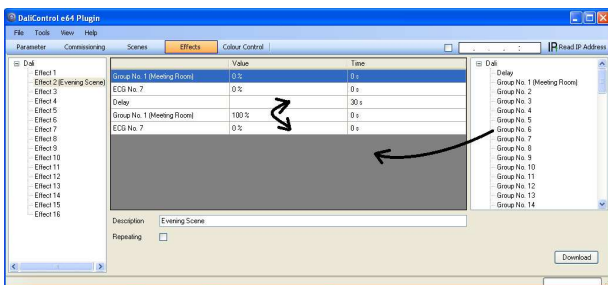 DaliControl e64 Plugin
File Tools View Help
Parameter Commissioning Scenes Effects Colour Control . . . : IP Read IP Address
Dali
Effect 1
Effect 2 (Evening Scene)
Effect 3
Effect 4
Effect 5
Effect 6
Effect 7
Effect 8
Effect 9
Effect 10
Effect 11
Effect 12
Effect 13
Effect 14
Effect 15
Effect 16
Value Time
Group No. 1 (Meeting Room) 0 % 0 s
ECG No. 7 0 % 0 s
Delay 30 s
Group No. 1 (Meeting Room) 100 % 0 s
ECG No. 7 0 % 0 s
Description Evening Scene
Repeating
Dali
Delay
Group No. 1 (Meeting Room)
Group No. 2
Group No. 3
Group No. 4
Group No. 5
Group No. 6
Group No. 7
Group No. 8
Group No. 9
Group No. 10
Group No. 11
Group No. 12
Group No. 13
Group No. 14
Download